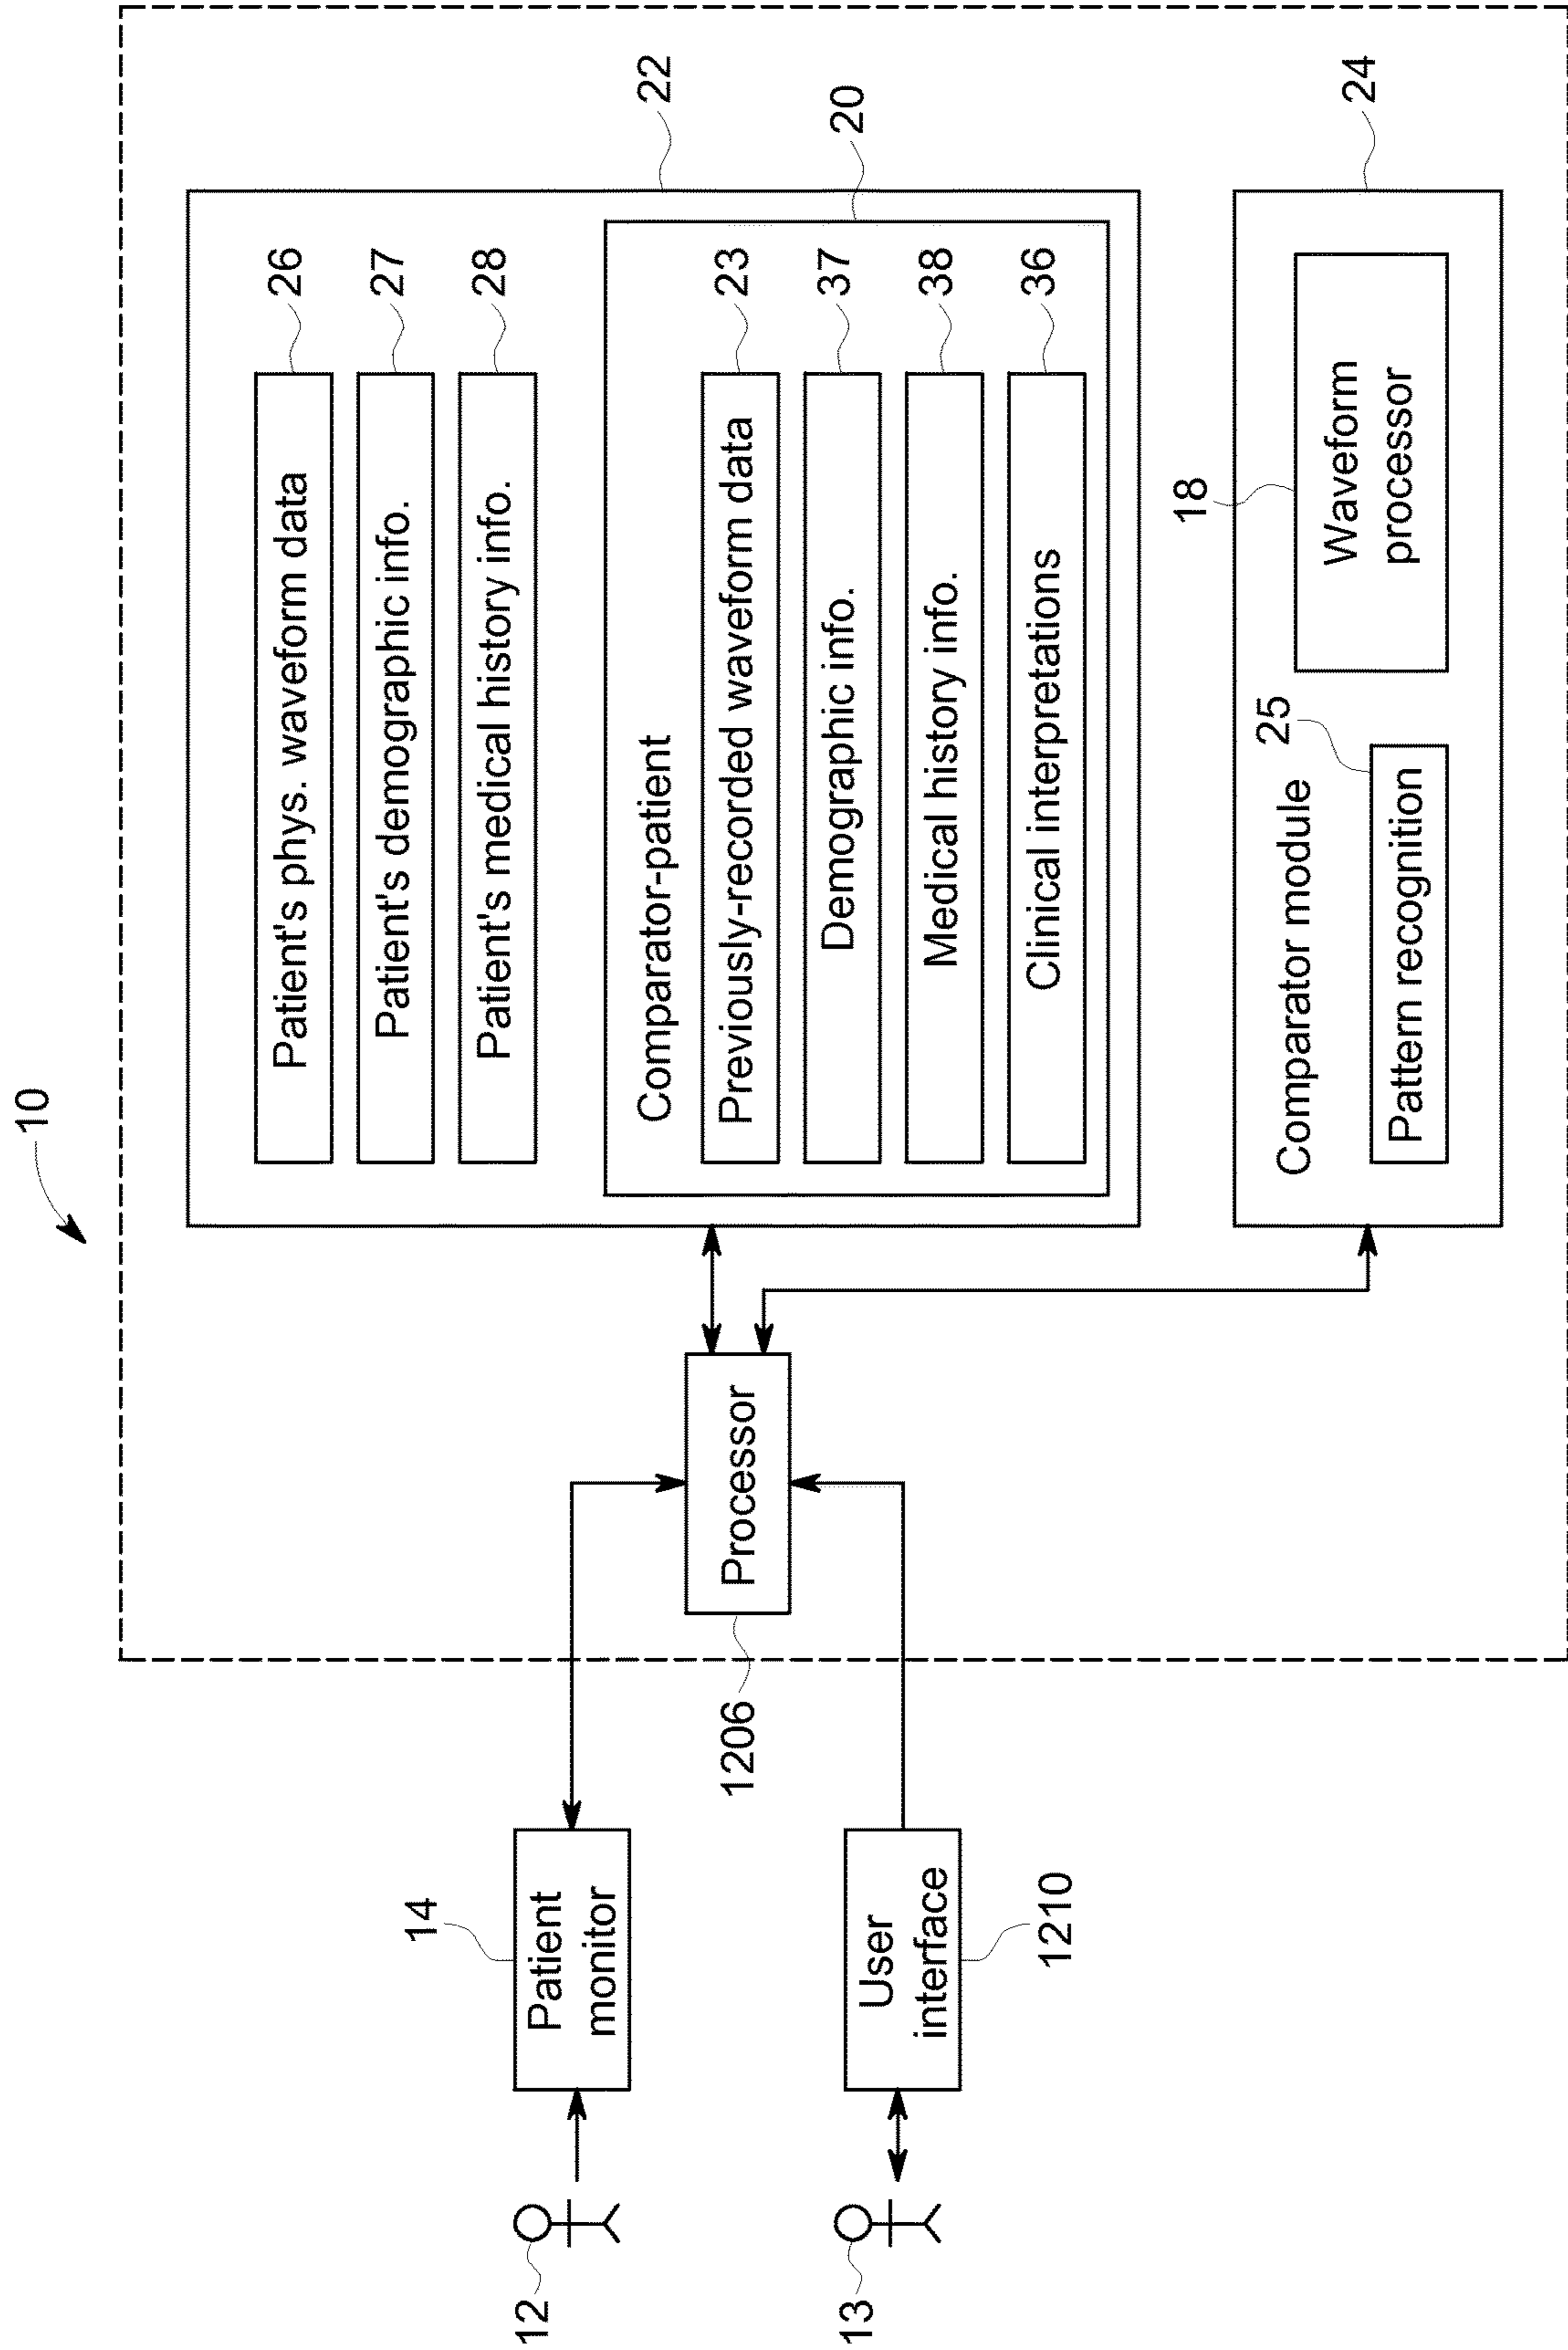 10
22
26
Patient's phys. waveform data
27
Patient's demographic info.
28
Patient's medical history info.
20
Comparator-patient
23
Previously-recorded waveform data
37
Demographic info.
38
Medical history info.
36
Clinical interpretations
14
Patient
monitor
12
Processor
1206
User
interface
1210
13
24
Comparator module
25
Pattern recognition
18
Waveform
processor